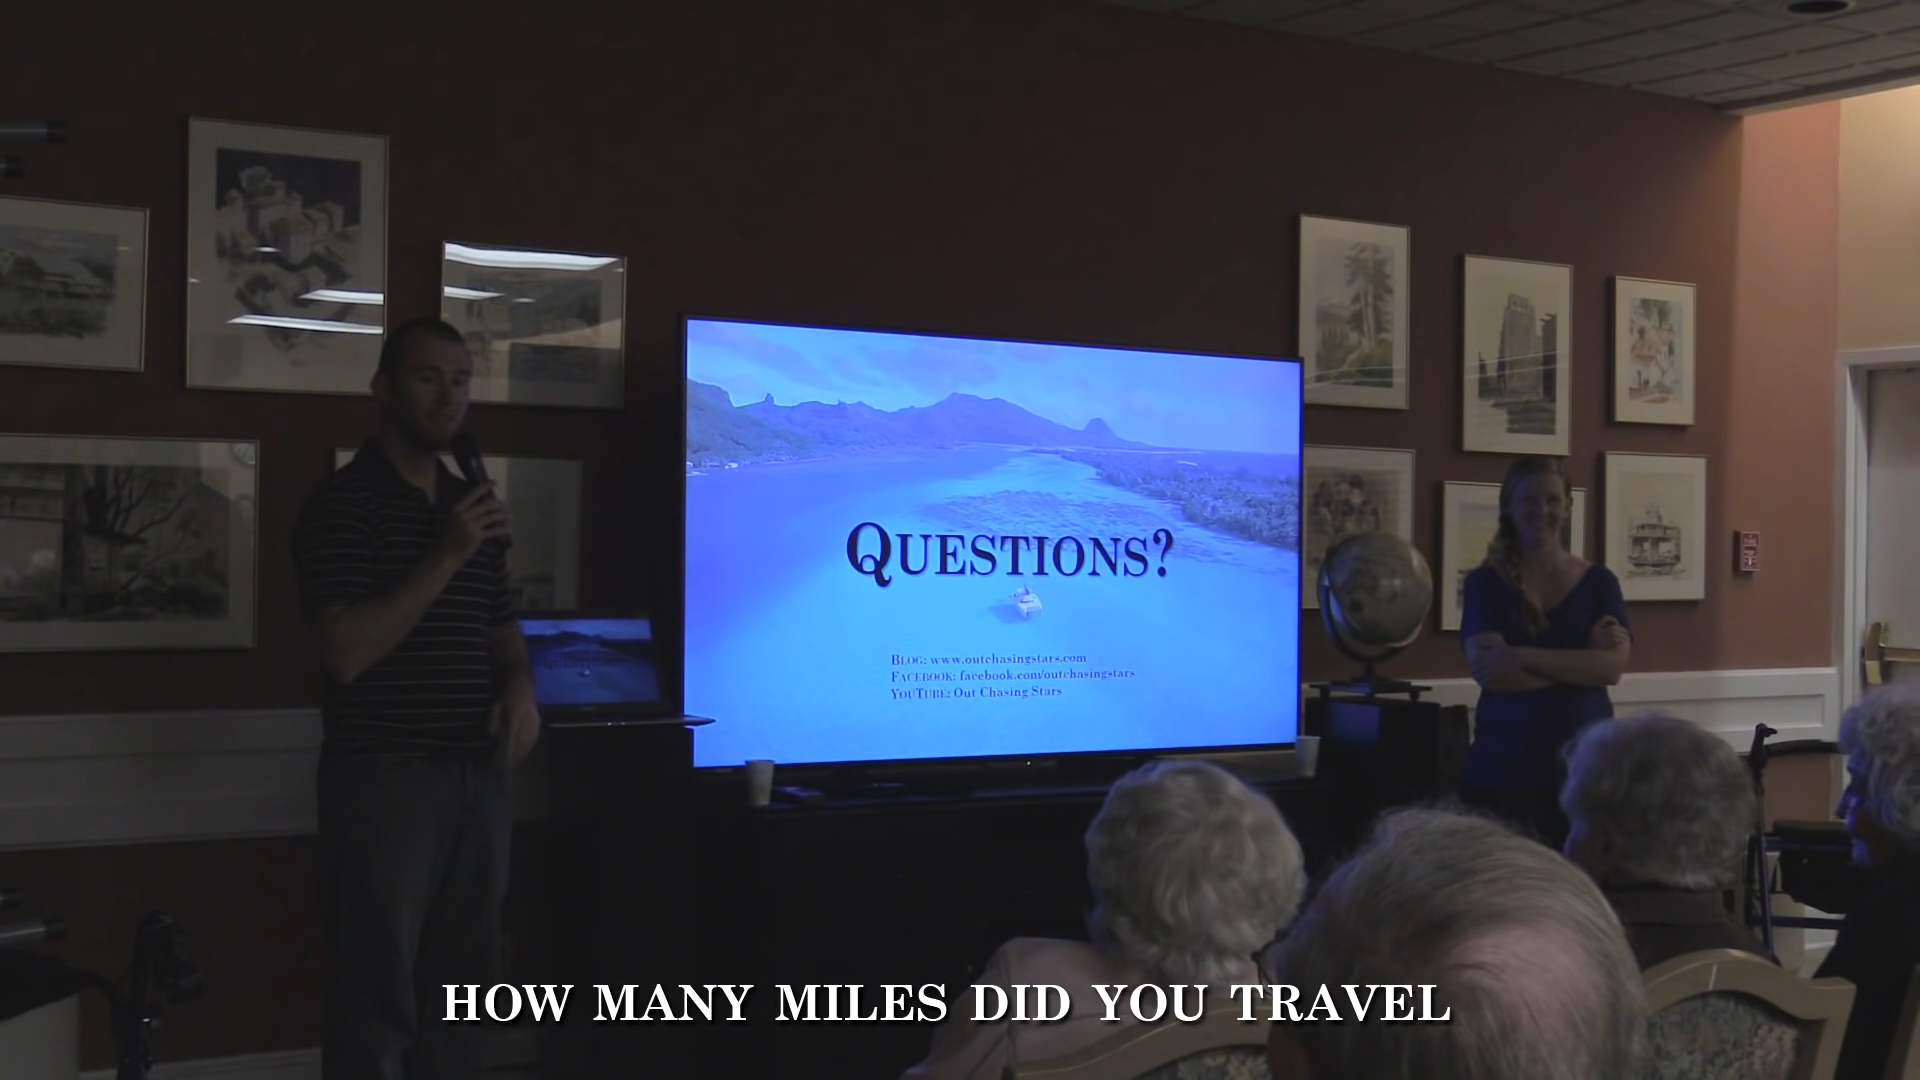 QUESTIONS?
BLOG: www.outchasingstars.com
FACEBOOK: facebook.com/outchasingstars
YOUTUBE: Out Chasing Stars
HOW MANY MILES DID YOU TRAVEL